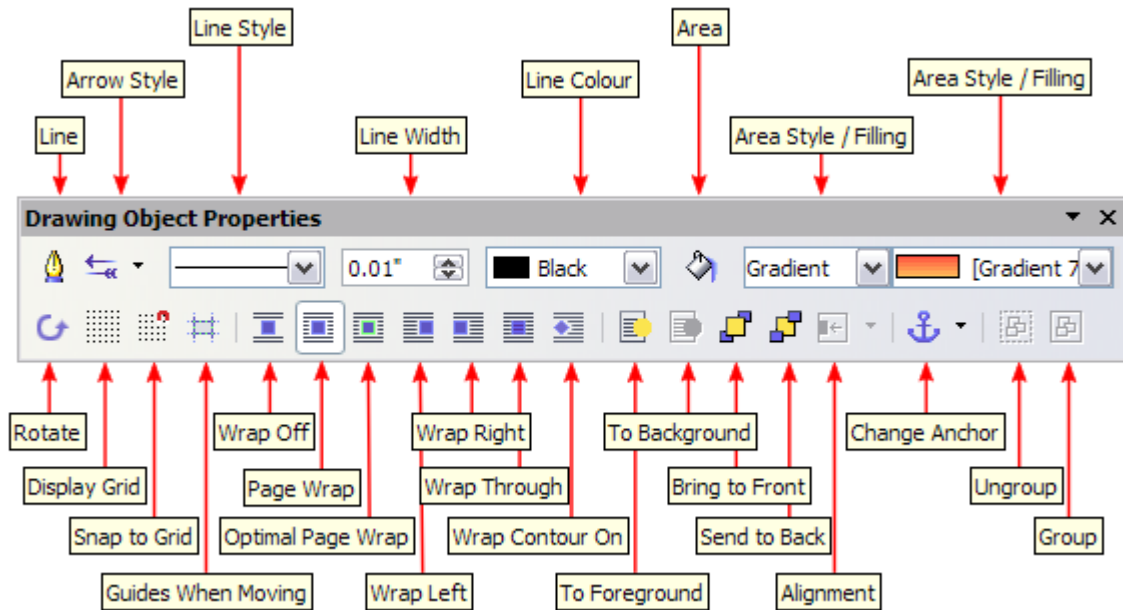 Line Style
Area
Arrow Style
Line Colour
Area Style / Filling
Line
Line Width
Area Style / Filling
Drawing Object Properties
0.01"
Black
Gradient
[Gradient 7
Rotate
Wrap Off
Wrap Right
To Background
Change Anchor
Display Grid
Page Wrap
Wrap Through
Bring to Front
Ungroup
Snap to Grid
Optimal Page Wrap
Wrap Contour On
Send to Back
Group
Guides When Moving
Wrap Left
To Foreground
Alignment